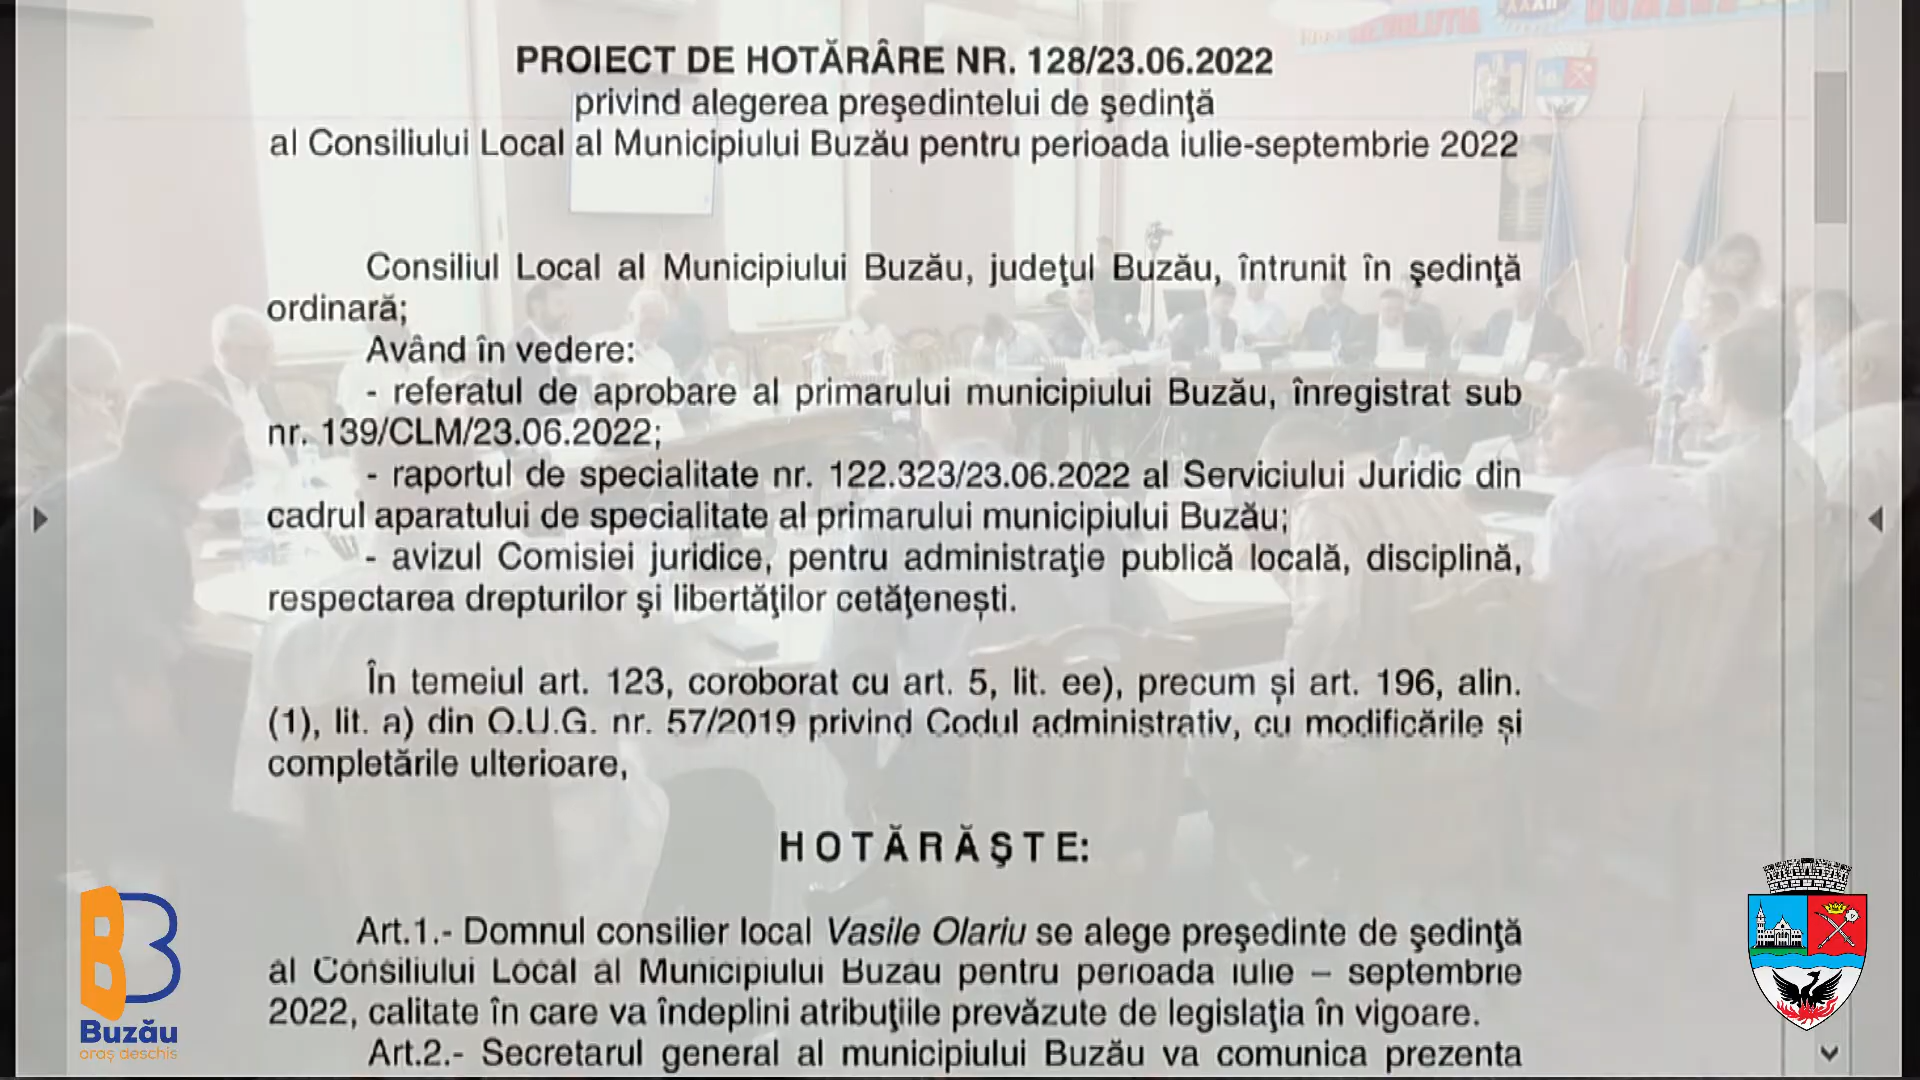 PROIECT DE HOTĂRÂRE NR. 128/23.06.2022
privind alegerea preşedintelui de şedinţă
al Consiliului Local al Municipiului Buzău pentru perioada iulie-septembrie 2022
Consiliul Local al Municipiului Buzău, judeţul Buzău, întrunit în şedinţă
ordinară;
Având în vedere:
- referatul de aprobare al primarului municipiului Buzău, înregistrat sub
nr. 139/CLM/23.06.2022;
- raportul de specialitate nr. 122.323/23.06.2022 al Serviciului Juridic din
cadrul aparatului de specialitate al primarului municipiului Buzău;
- avizul Comisiei juridice, pentru administraţie publică locală, disciplină,
respectarea drepturilor şi libertăţilor cetăţenești.
În temeiul art. 123, coroborat cu art. 5, lit. ee), precum și art. 196, alin.
(1), lit. a) din O.U.G. nr. 57/2019 privind Codul administrativ, cu modificările și
completările ulterioare,
H O T Ă R Ă Ş T E:
Art.1.- Domnul consilier local Vasile Olariu se alege preşedinte de şedinţă
al Consiliului Local al Municipiului Buzău pentru perioada iulie – septembrie
2022, calitate în care va îndeplini atribuţiile prevăzute de legislaţia în vigoare.
Art.2.- Secretarul general al municipiului Buzău va comunica prezenta
Buzău
oraș deschis